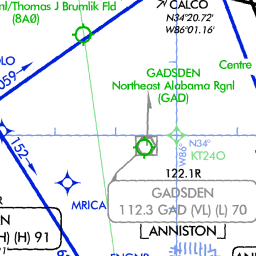 nl/Thomas J Brumlik Fld
(8A0)
CALCO
N34°20.72'
W86°01.16'
OLO
059
Centre
GADSDEN
Northeast Alabama Rgnl
(GAD)
N34°
W86°
KT24O
152
122.1R
GADSDEN
112.3 GAD (VL) (L) 70
MRICA
N
(H) 91
ANNISTON